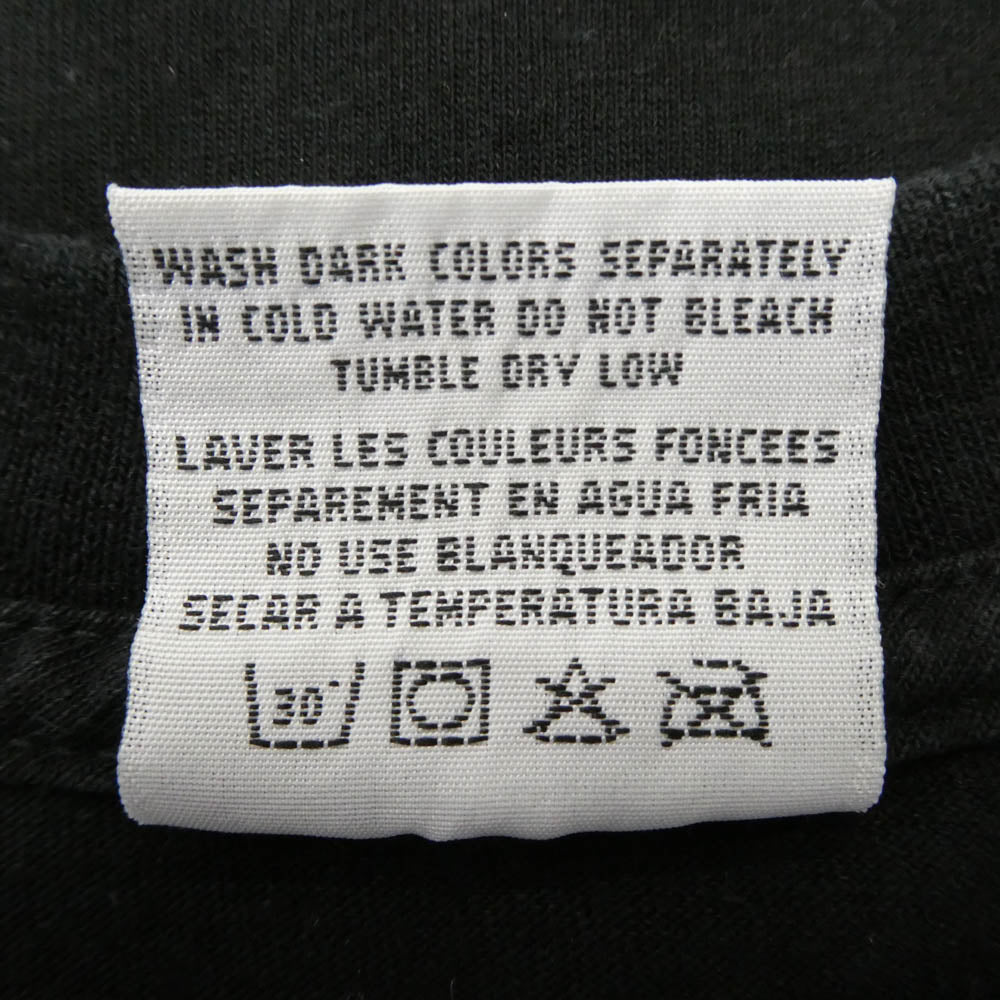 WASH DARK COLORS SEPARATELY
IN COLD WATER DO NOT BLEACH
TUMBLE DRY LOW
LAVER LES COULEURS FONCEES
SEPAREMENT EN AGUA FRIA
NO USE BLANQUEADOR
SECAR A TEMPERATURA BAJA
30°